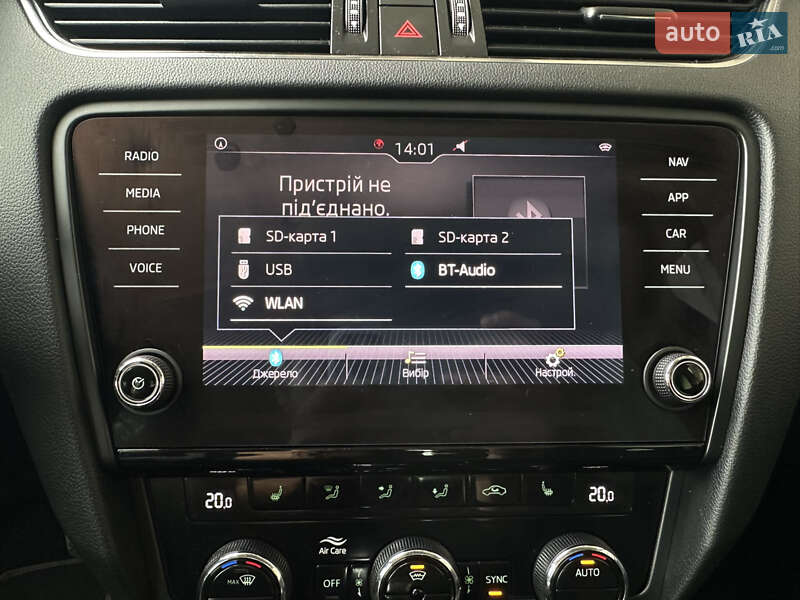 auto RIA.com
14:01
RADIO
MEDIA
PHONE
VOICE
NAV
APP
CAR
MENU
Пристрій не
під'єднано.
SD-карта 1
SD-карта 2
USB
BT-Audio
WLAN
Джерело
Вибір
Настрой.
20.0
20.0
Air Care
MAX
OFF
SYNC
AUTO